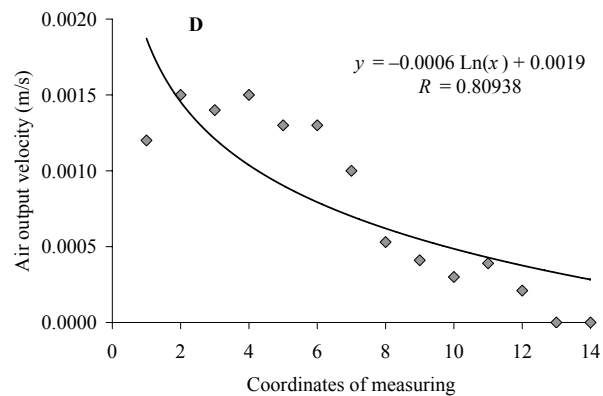 D
y = –0.0006 Ln(x) + 0.0019
R = 0.80938
Air output velocity (m/s)
0.0020
0.0015
0.0010
0.0005
0.0000
0 2 4 6 8 10 12 14
Coordinates of measuring